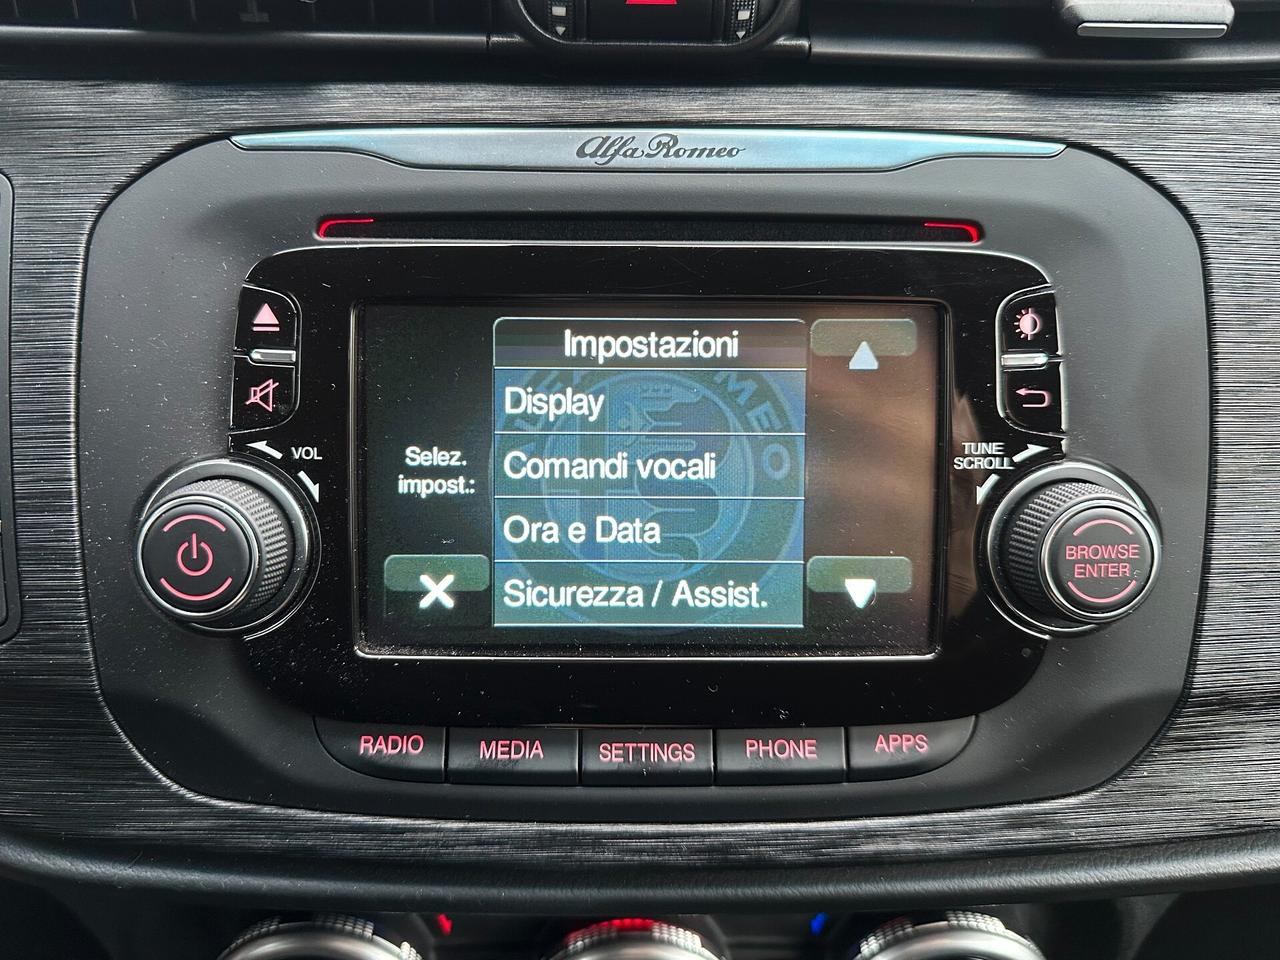 Alfa Romeo
VOL
TUNE
SCROLL
Impostazioni
Display
Comandi vocali
Ora e Data
Sicurezza / Assist.
Selez.
impost.:
BROWSE
ENTER
RADIO
MEDIA
SETTINGS
PHONE
APPS